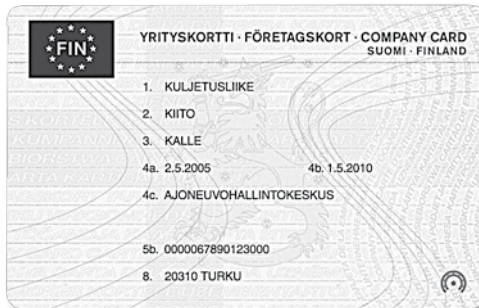 FIN
YRITYSKORTTI · FÖRETAGSKORT · COMPANY CARD
SUOMI · FINLAND
1. KULJETUSLIIKE
2. KIITO
3. KALLE
4a. 2.5.2005 4b. 1.5.2010
4c. AJONEUVOHALLINTOKESKUS
5b. 0000067890123000
8. 20310 TURKU